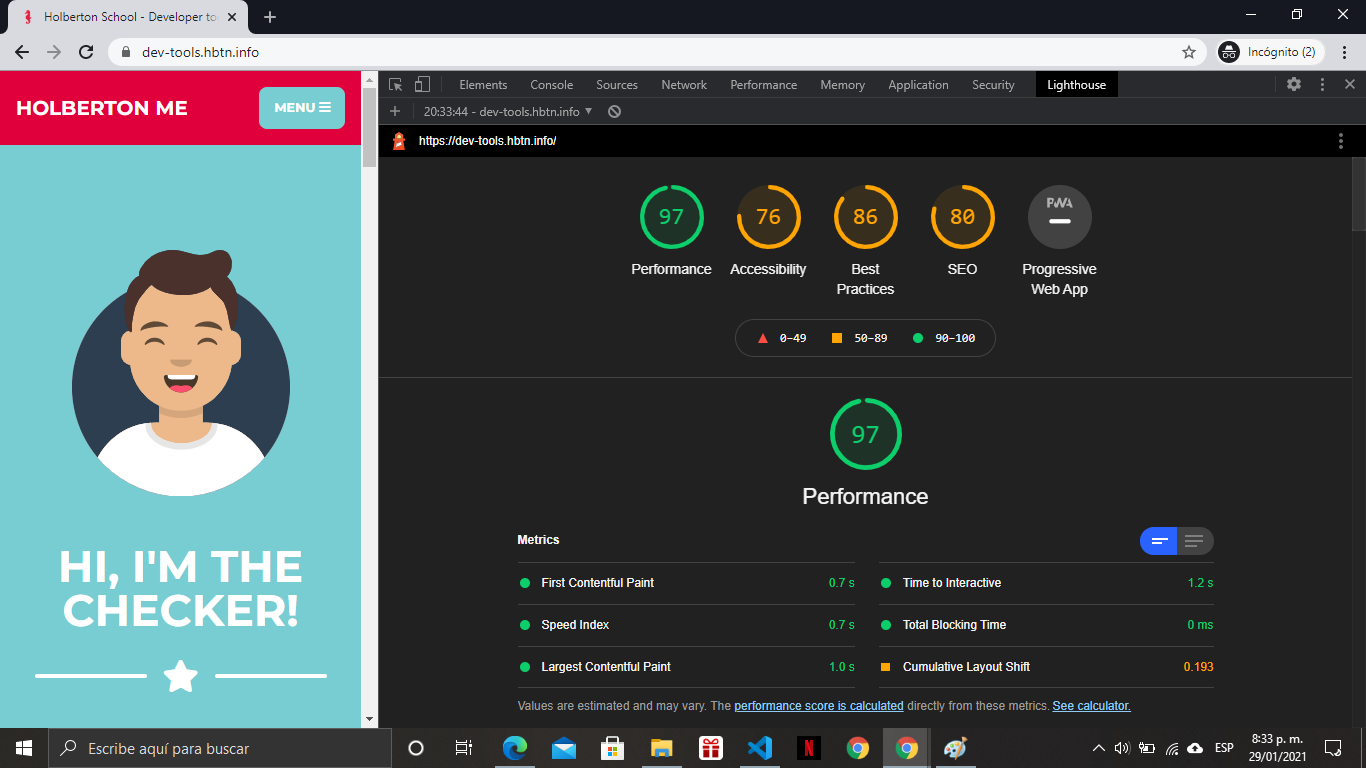 Holberton School - Developer to
dev-tools.hbtn.info
Incógnito (2)
HOLBERTON ME
MENU
HI, I'M THE
CHECKER!
Elements Console Sources Network Performance Memory Application Security Lighthouse
20:33:44 - dev-tools.hbtn.info
https://dev-tools.hbtn.info/
97 76 86 80 PWA
Performance Accessibility Best Practices SEO Progressive Web App
0–49 50–89 90–100
97
Performance
Metrics
First Contentful Paint 0.7 s Time to Interactive 1.2 s
Speed Index 0.7 s Total Blocking Time 0 ms
Largest Contentful Paint 1.0 s Cumulative Layout Shift 0.193
Values are estimated and may vary. The performance score is calculated directly from these metrics. See calculator.
Escribe aquí para buscar
N
ESP
8:33 p. m.
29/01/2021